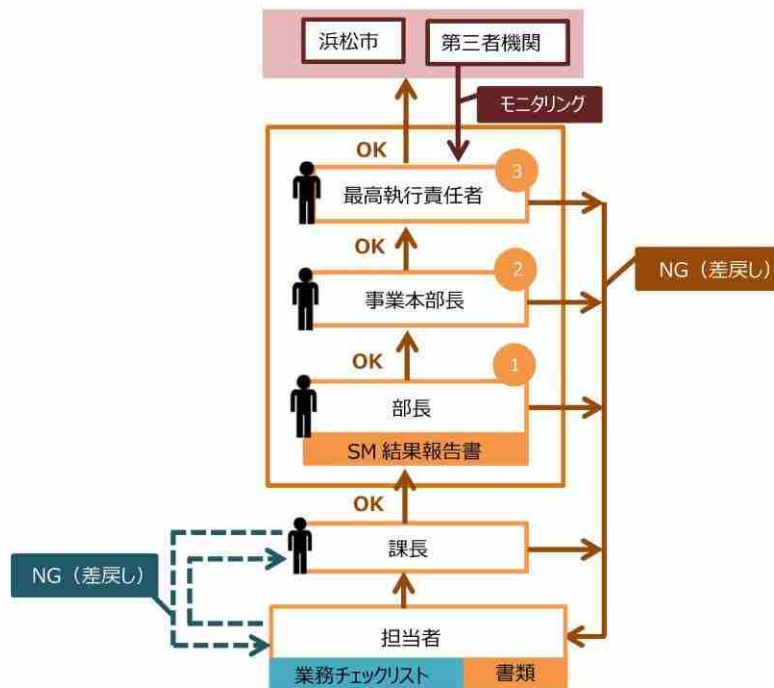 浜松市
第三者機関
モニタリング
OK
3
最高執行責任者
OK
2
事業本部長
NG（差戻し）
OK
1
部長
SM 結果報告書
OK
課長
NG（差戻し）
担当者
業務チェックリスト
書類